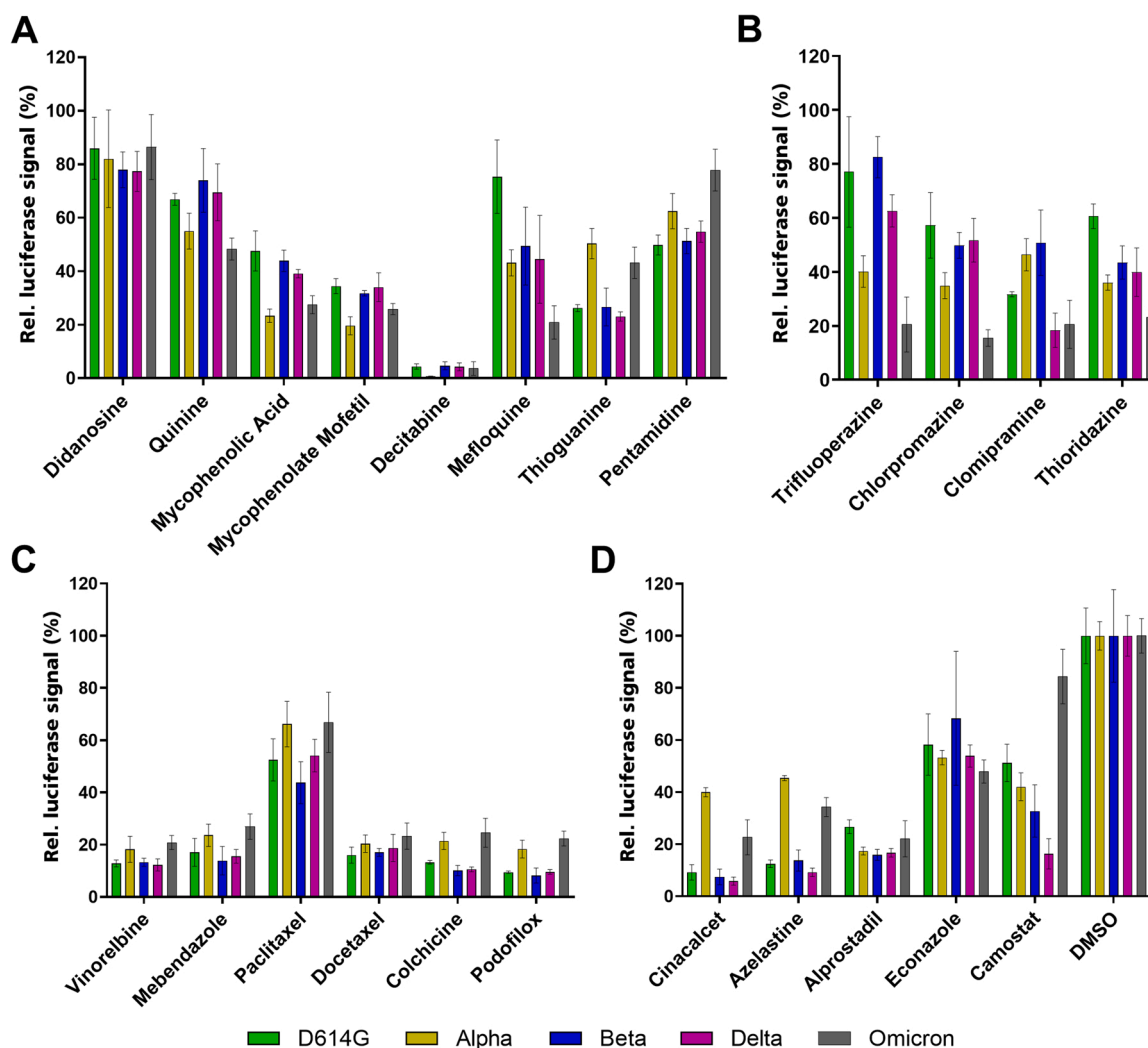 A
Rel. luciferase signal (%)
120
100
80
60
40
20
0
Didanosine
Quinine
Mycophenolic Acid
Mycophenolate Mofetil
Decitabine
Mefloquine
Thioguanine
Pentamidine
B
Rel. luciferase signal (%)
120
100
80
60
40
20
0
Trifluoperazine
Chlorpromazine
Clomipramine
Thioridazine
C
Rel. luciferase signal (%)
120
100
80
60
40
20
0
Vinorelbine
Mebendazole
Paclitaxel
Docetaxel
Colchicine
Podofilox
D
Rel. luciferase signal (%)
120
100
80
60
40
20
0
Cinacalcet
Azelastine
Alprostadil
Econazole
Camostat
DMSO
D614G Alpha Beta Delta Omicron